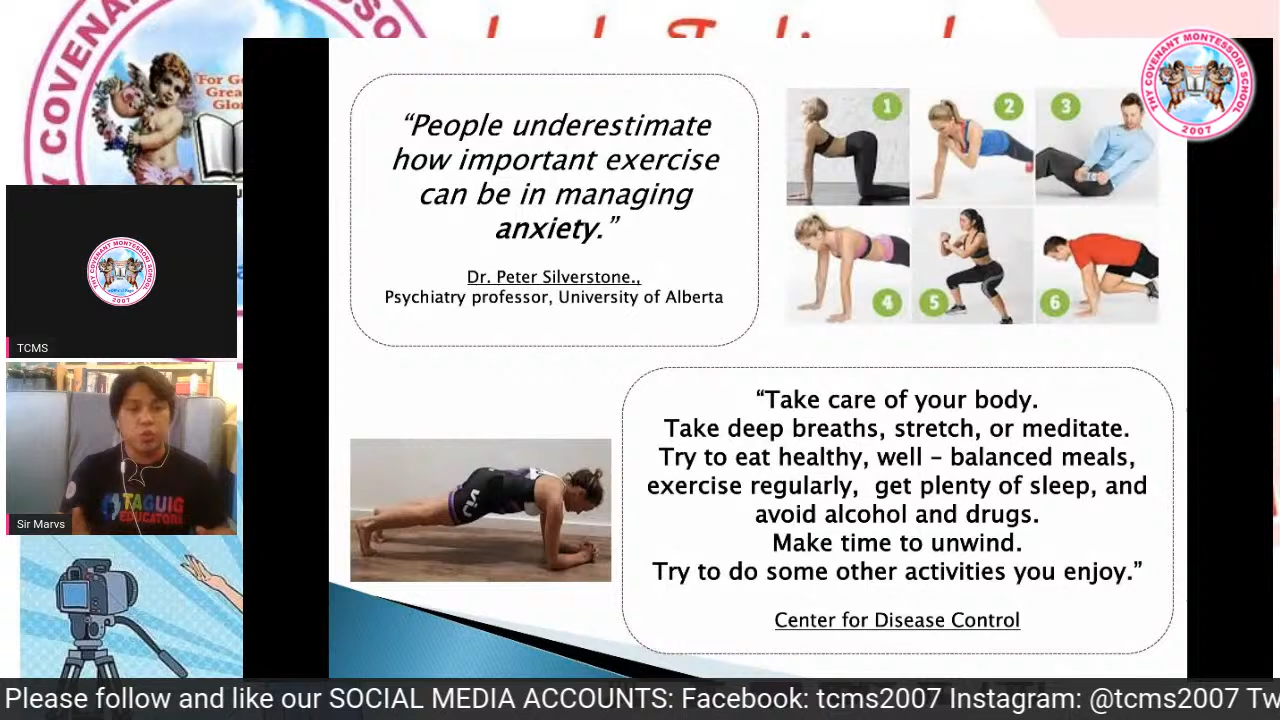 “People underestimate
how important exercise
can be in managing
anxiety.”
Dr. Peter Silverstone.,
Psychiatry professor, University of Alberta
1
2
3
4
5
6
THY COVENANT MONTESSORI SCHOOL
2007
For Go
Grea
Glo
THY COVENANT MONTESSORI SCHOOL
2007
TCMS
TAGUIG
EDUCATORS
Sir Marvs
“Take care of your body.
Take deep breaths, stretch, or meditate.
Try to eat healthy, well – balanced meals,
exercise regularly,  get plenty of sleep, and
avoid alcohol and drugs.
Make time to unwind.
Try to do some other activities you enjoy.”
Center for Disease Control
Please follow and like our SOCIAL MEDIA ACCOUNTS: Facebook: tcms2007 Instagram: @tcms2007 Tw